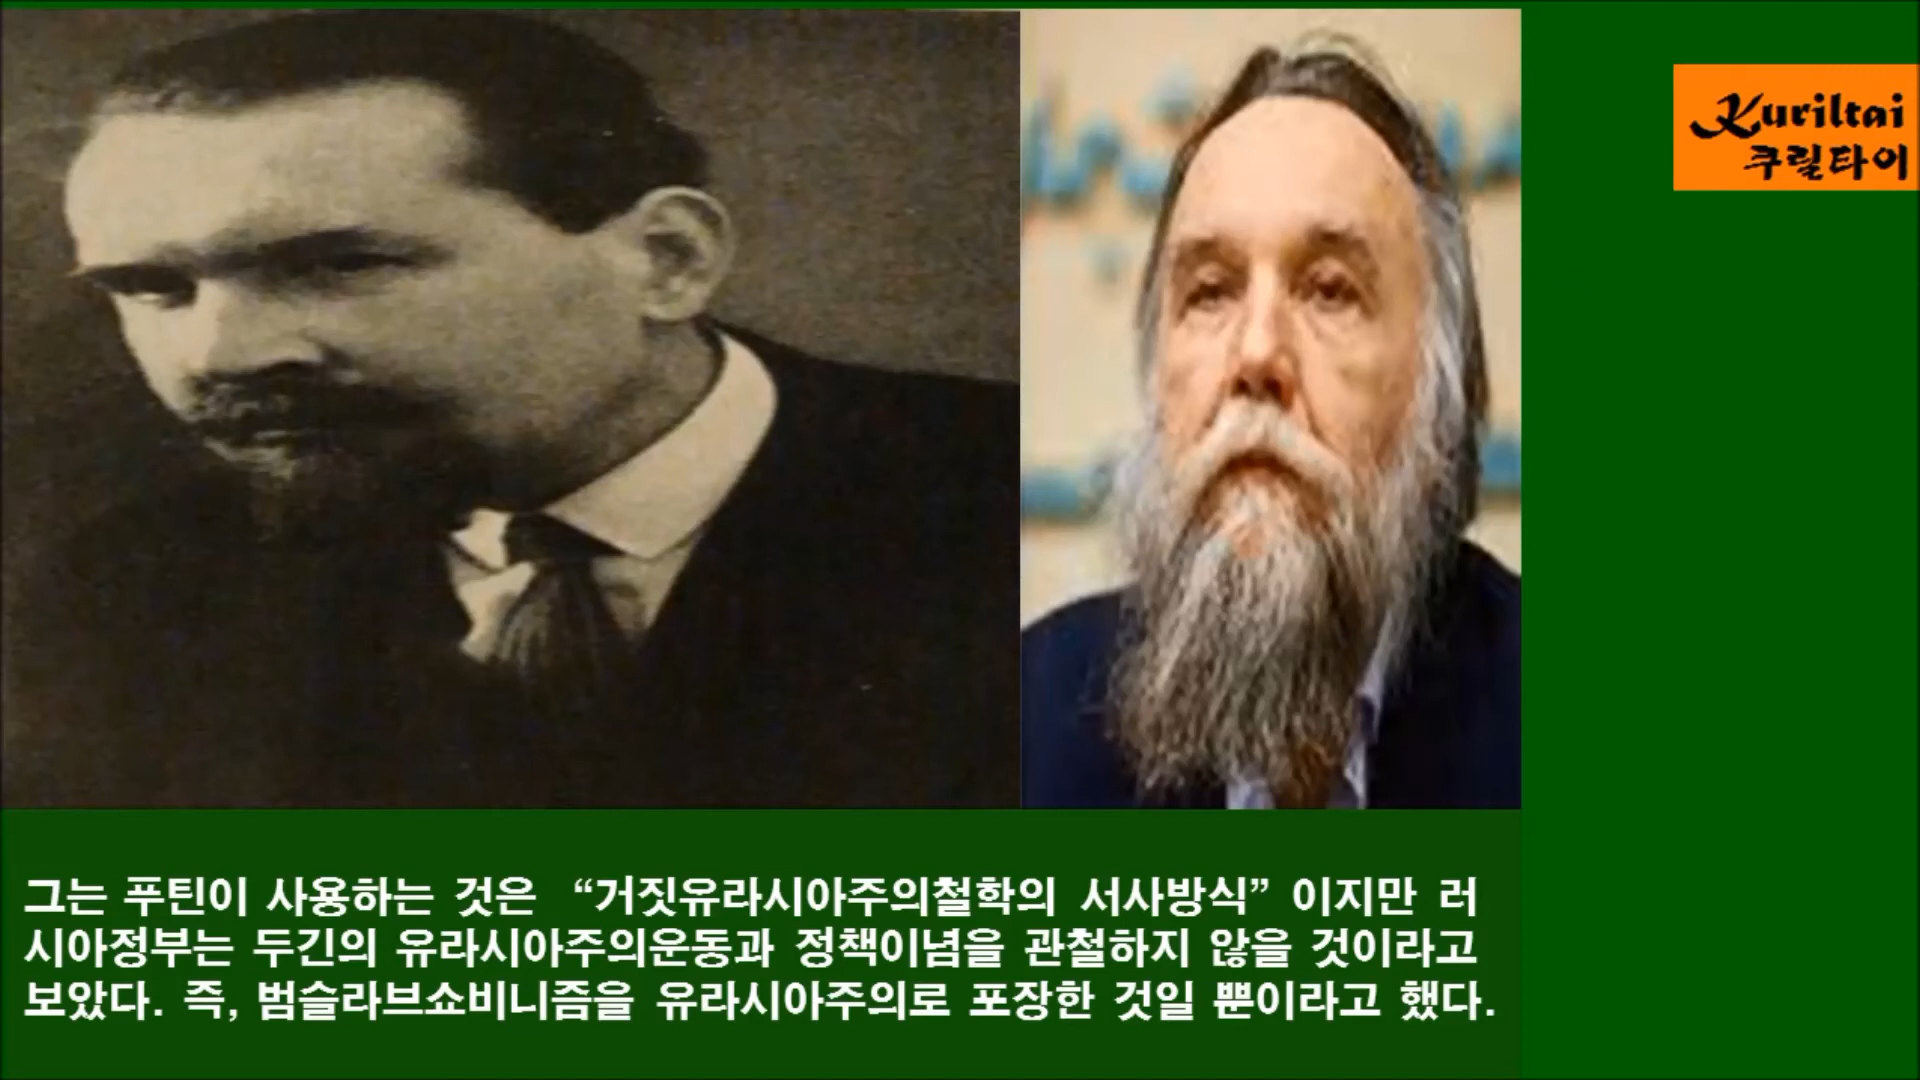 Kuriltai
쿠릴타이
그는 푸틴이 사용하는 것은 “거짓유라시아주의철학의 서사방식” 이지만 러
시아정부는 두긴의 유라시아주의운동과 정책이념을 관철하지 않을 것이라고
보았다. 즉, 범슬라브쇼비니즘을 유라시아주의로 포장한 것일 뿐이라고 했다.